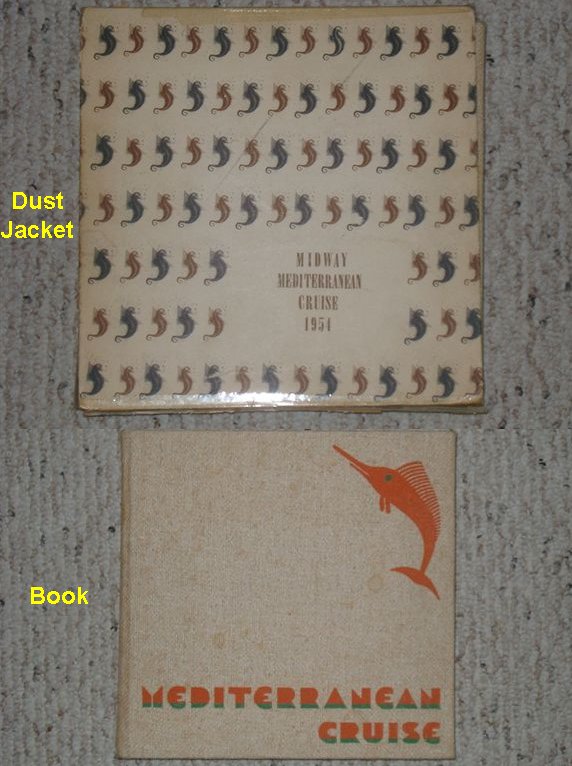 Dust
Jacket
MIDWAY
MEDITERRANEAN
CRUISE
1954
Book
MEDITERRANEAN
CRUISE